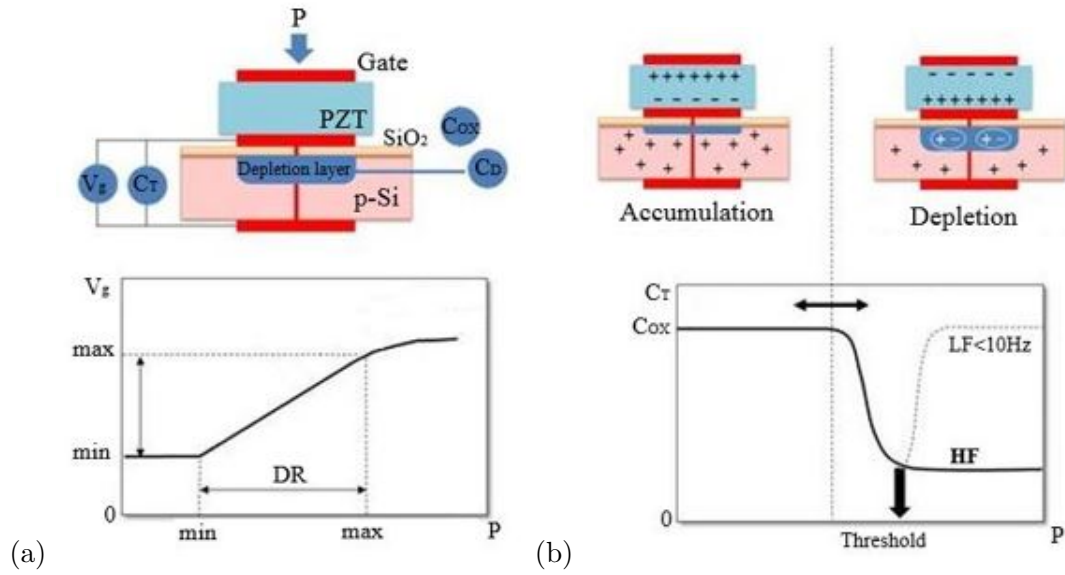 P
Gate
PZT
SiO₂
Cox
Depletion layer
CD
Vg
CT
p-Si
Vg
max
min
DR
0
min
max
P
(a)
+++++++
- - - - -
+ + + + + + + + + + + +
Accumulation
- - - - - -
+++++++
+ - + -
+ + + + + +
Depletion
CT
Cox
LF<10Hz
HF
0
Threshold
P
(b)